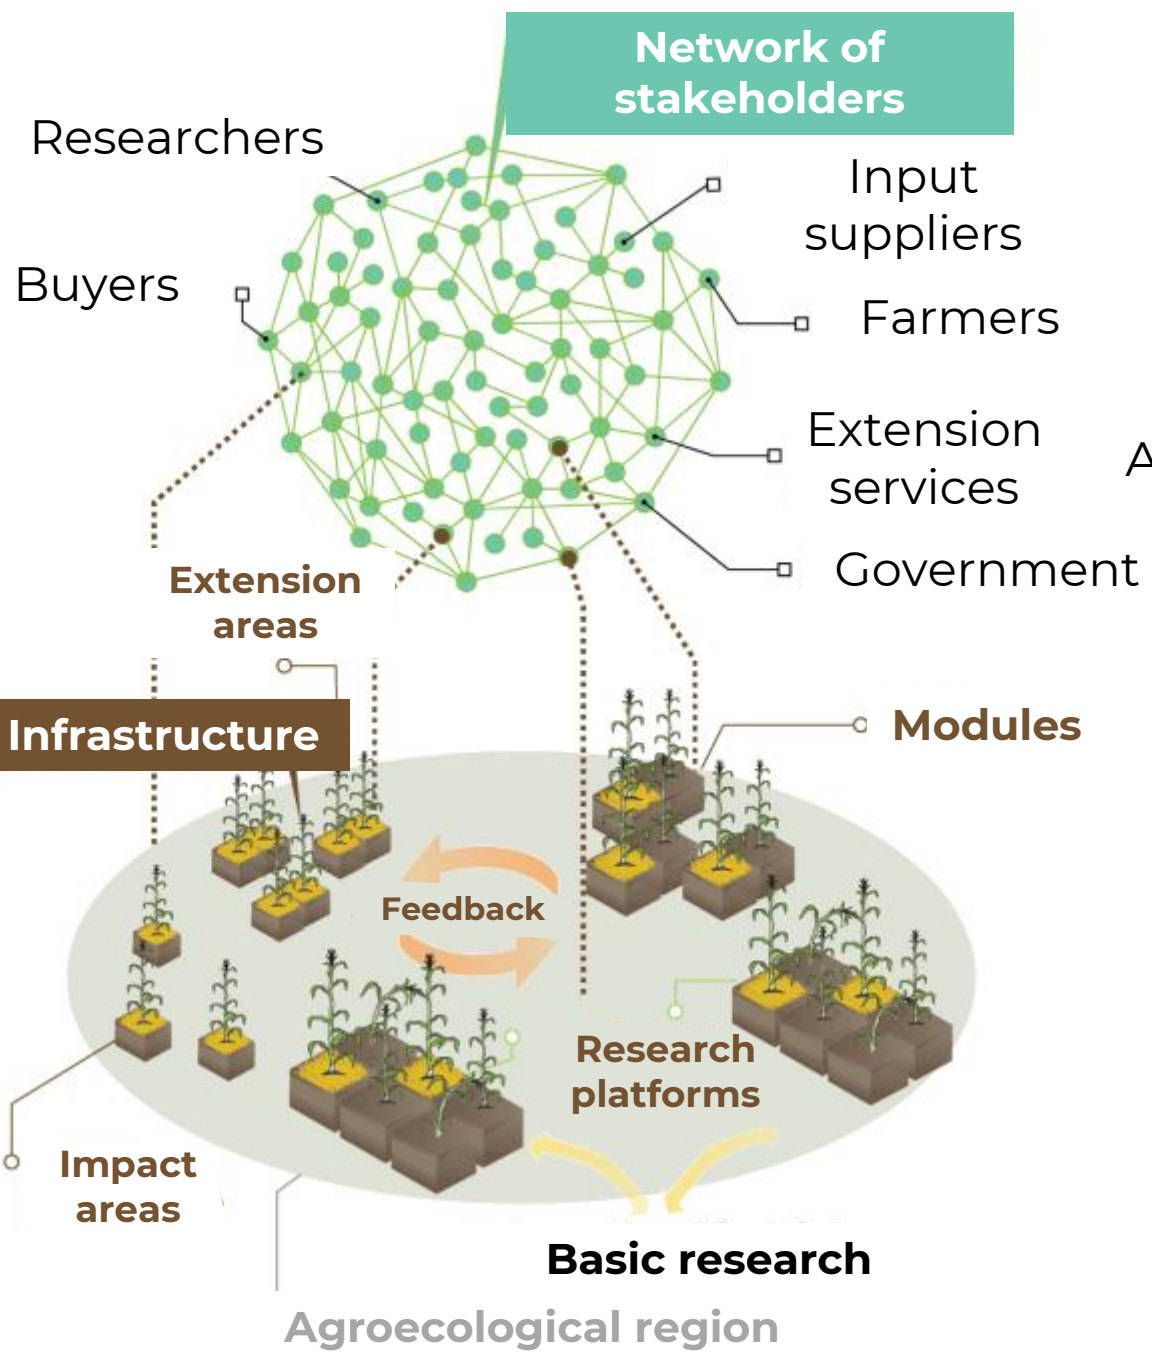 Network of
stakeholders
Researchers
Input
suppliers
Buyers
Farmers
Extension
services
A
Government
Extension
areas
Infrastructure
Modules
Feedback
Research
platforms
Impact
areas
Basic research
Agroecological region